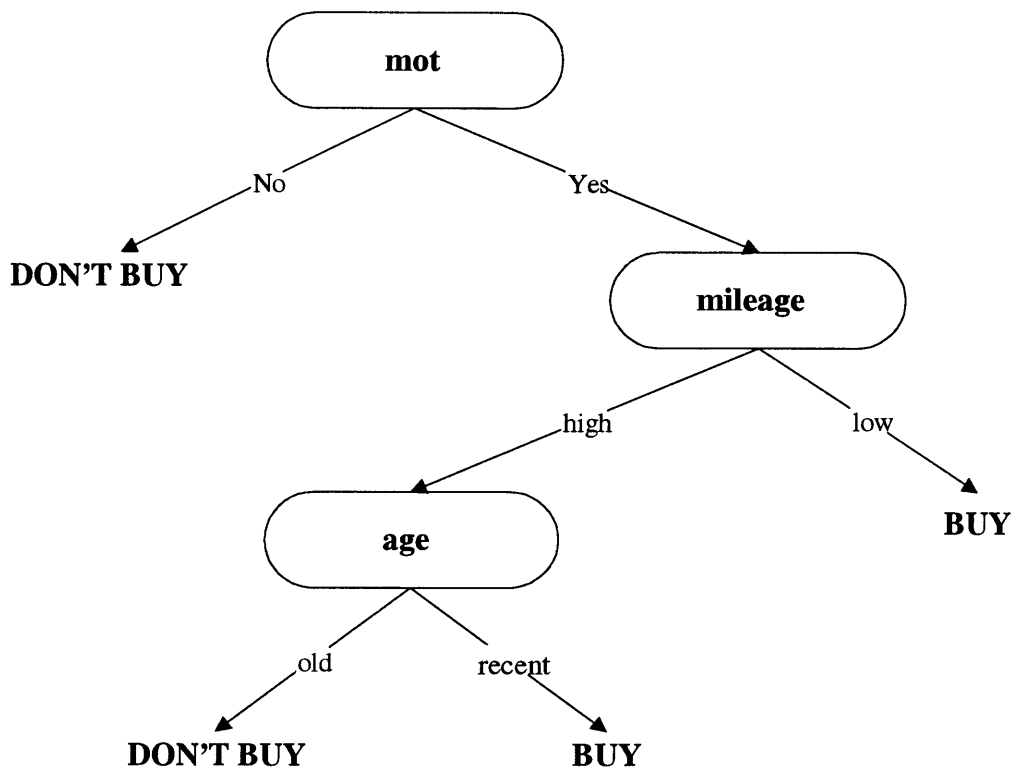 mot
No
Yes
DON'T BUY
mileage
high
low
age
BUY
old
recent
DON'T BUY
BUY